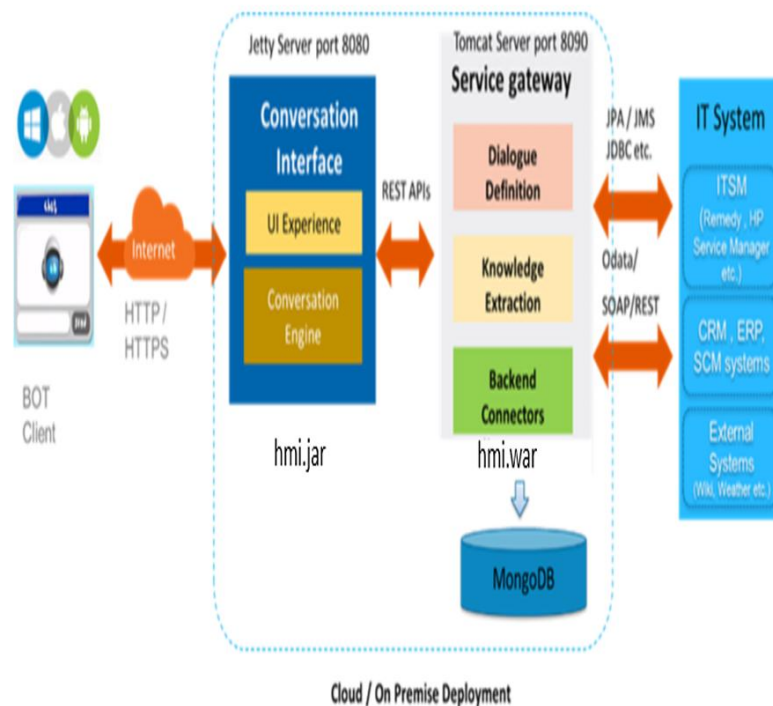 Jetty Server port 8080
Tomcat Server port 8090
Conversation
Interface
UI Experience
Conversation
Engine
hmi.jar
Service gateway
Dialogue
Definition
Knowledge
Extraction
Backend
Connectors
hmi.war
MongoDB
REST APIs
Internet
HTTP /
HTTPS
BOT
Client
JPA / JMS
JDBC etc.
Odata/
SOAP/REST
IT System
ITSM
(Remedy , HP
Service Manager
etc.)
CRM , ERP,
SCM systems
External
Systems
(Wiki, Weather etc.)
Cloud / On Premise Deployment